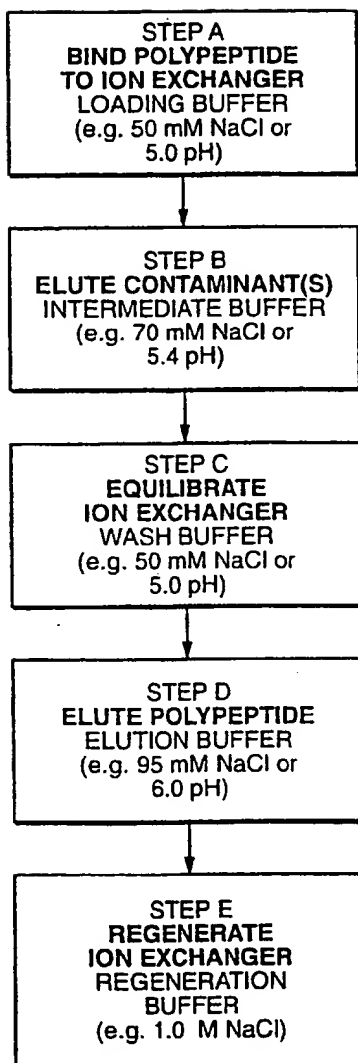 STEP A
BIND POLYPEPTIDE
TO ION EXCHANGER
LOADING BUFFER
(e.g. 50 mM NaCl or
5.0 pH)
STEP B
ELUTE CONTAMINANT(S)
INTERMEDIATE BUFFER
(e.g. 70 mM NaCl or
5.4 pH)
STEP C
EQUILIBRATE
ION EXCHANGER
WASH BUFFER
(e.g. 50 mM NaCl or
5.0 pH)
STEP D
ELUTE POLYPEPTIDE
ELUTION BUFFER
(e.g. 95 mM NaCl or
6.0 pH)
STEP E
REGENERATE
ION EXCHANGER
REGENERATION
BUFFER
(e.g. 1.0 M NaCl)